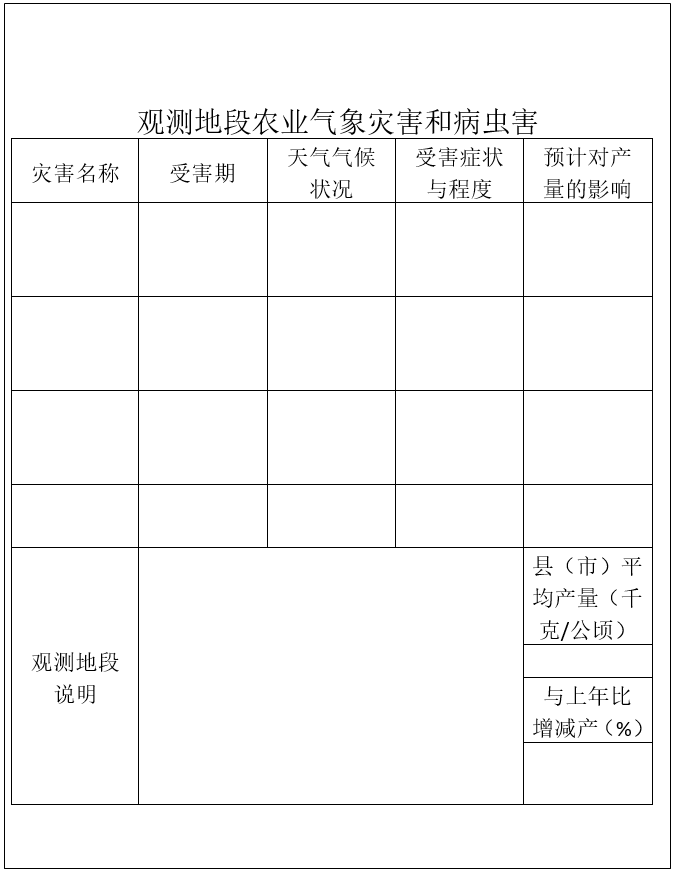 观测地段农业气象灾害和病虫害
灾害名称
受害期
天气气候
状况
受害症状
与程度
预计对产
量的影响
观测地段
说明
县（市）平
均产量（千
克/公顷）
与上年比
增减产（%）